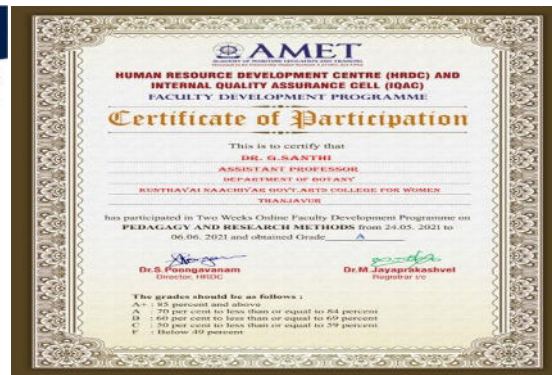 AMET
ACADEMY OF MARITIME EDUCATION AND TRAINING
HUMAN RESOURCE DEVELOPMENT CENTRE (HRDC) AND
INTERNAL QUALITY ASSURANCE CELL (IQAC)
FACULTY DEVELOPMENT PROGRAMME
Certificate of Participation
This is to certify that
DR. G.SANTHI
ASSISTANT PROFESSOR
DEPARTMENT OF BOTANY
KUNTHAVAI NAACHIYAR GOVT.ARTS COLLEGE FOR WOMEN
THANJAVUR
has participated in Two Weeks Online Faculty Development Programme on
PEDAGAGY AND RESEARCH METHODS from 24.05. 2021 to
06.06. 2021 and obtained Grade A
Dr.S.Poongavanam
Director, HRDC
Dr.M.Jayaprakashvel
Registrar i/c
The grades should be as follows :
A+ : 85 percent and above
A : 70 per cent to less than or equal to 84 percent
B : 60 per cent to less than or equal to 69 percent
C : 50 per cent to less than or equal to 59 percent
F : Below 49 percent